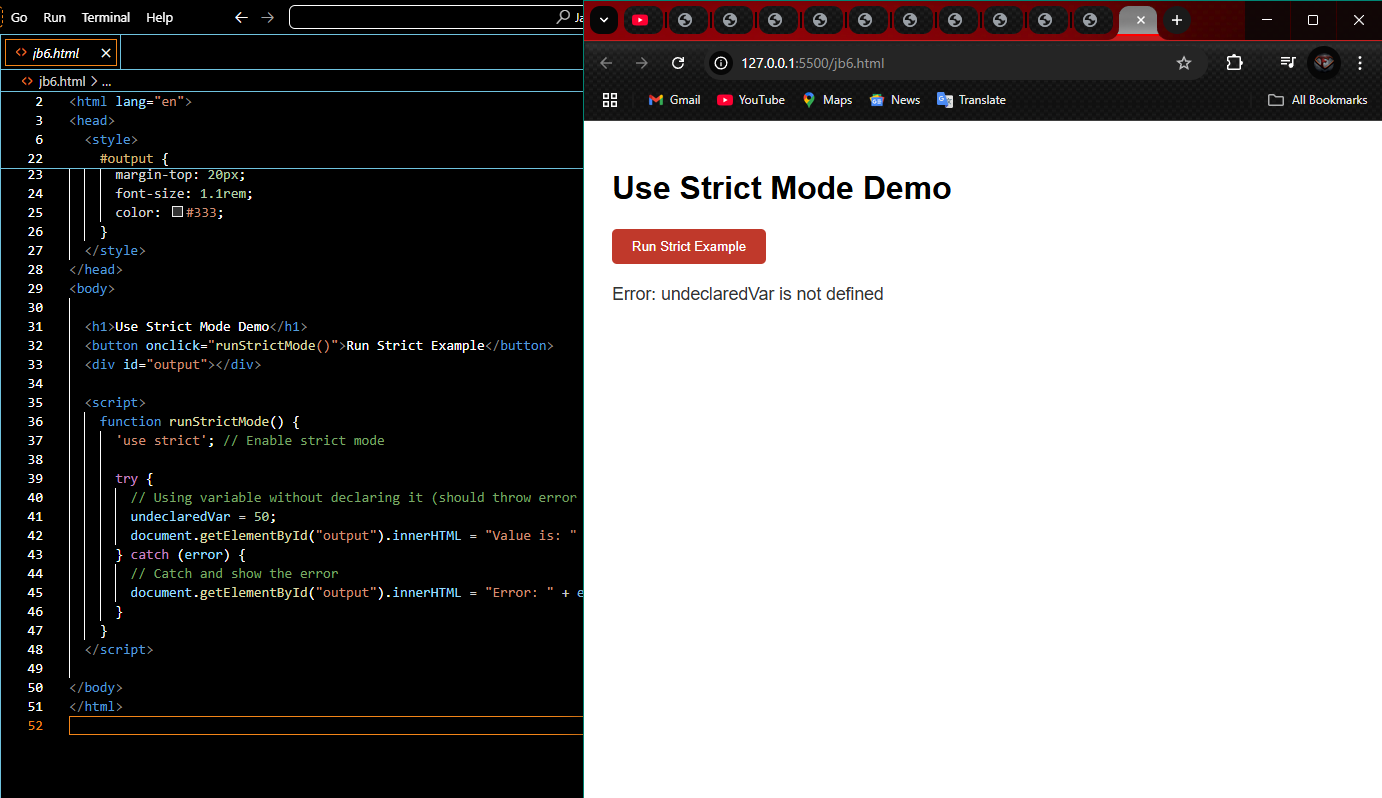 Go Run Terminal Help
Ja
jb6.html
jb6.html > ...
2 <html lang="en">
3 <head>
6 <style>
22 #output {
23 margin-top: 20px;
24 font-size: 1.1rem;
25 color: #333;
26 }
27 </style>
28 </head>
29 <body>
30
31 <h1>Use Strict Mode Demo</h1>
32 <button onclick="runStrictMode()">Run Strict Example</button>
33 <div id="output"></div>
34
35 <script>
36 function runStrictMode() {
37 'use strict'; // Enable strict mode
38
39 try {
40 // Using variable without declaring it (should throw error
41 undeclaredVar = 50;
42 document.getElementById("output").innerHTML = "Value is: "
43 } catch (error) {
44 // Catch and show the error
45 document.getElementById("output").innerHTML = "Error: " + e
46 }
47 }
48 </script>
49
50 </body>
51 </html>
52
127.0.0.1:5500/jb6.html
Gmail YouTube Maps News Translate All Bookmarks
Use Strict Mode Demo
Run Strict Example
Error: undeclaredVar is not defined